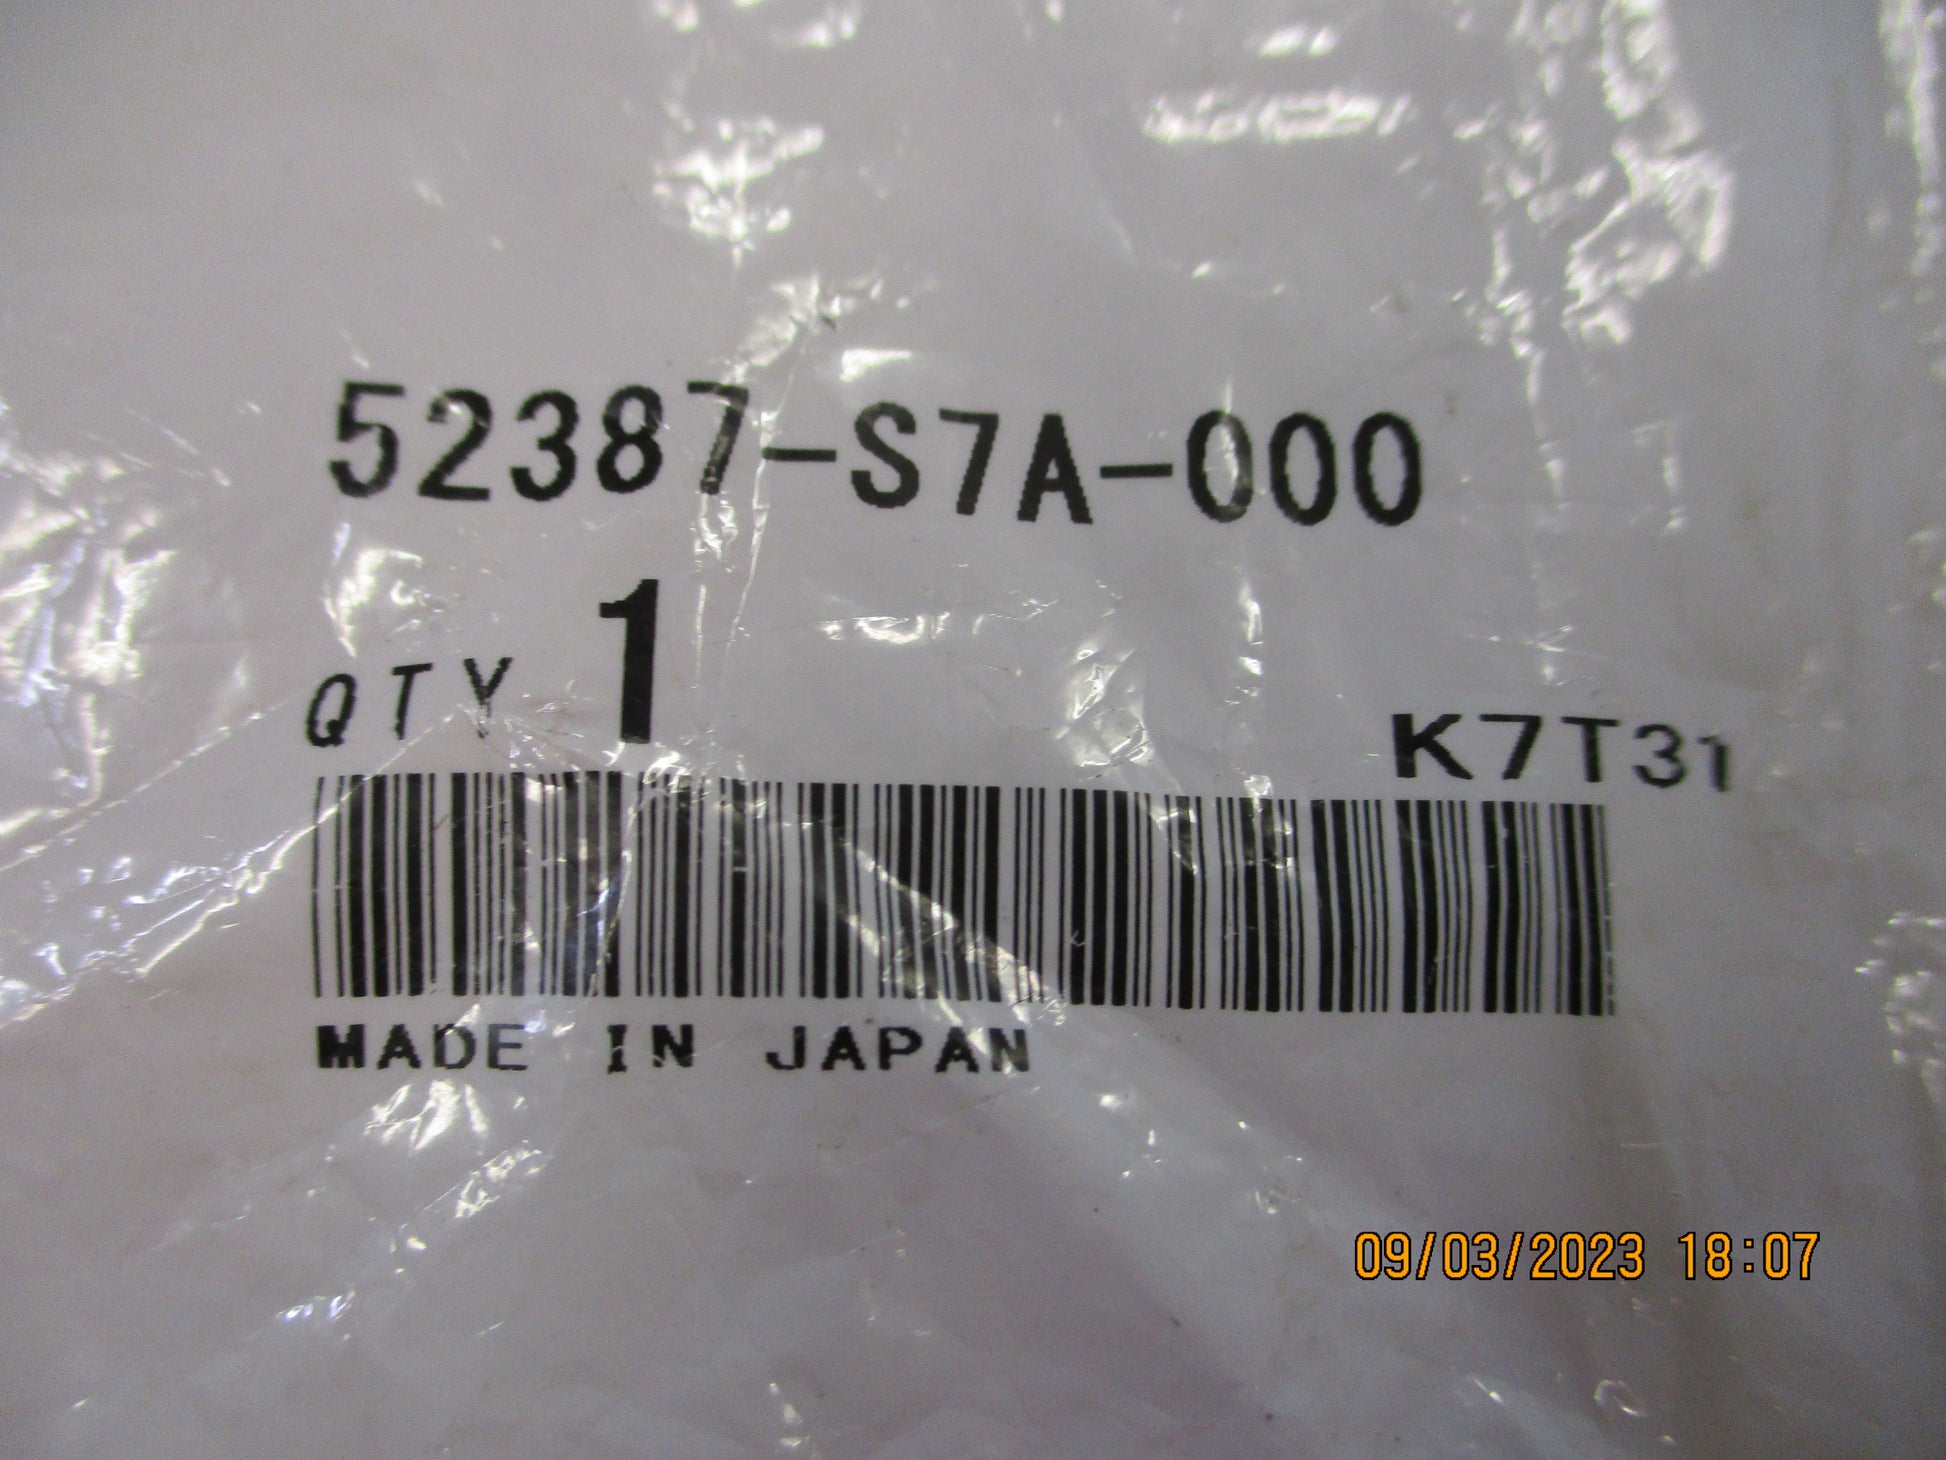 52387-S7A-000
QTY 1
K7T31
MADE IN JAPAN
09/03/2023 18:07